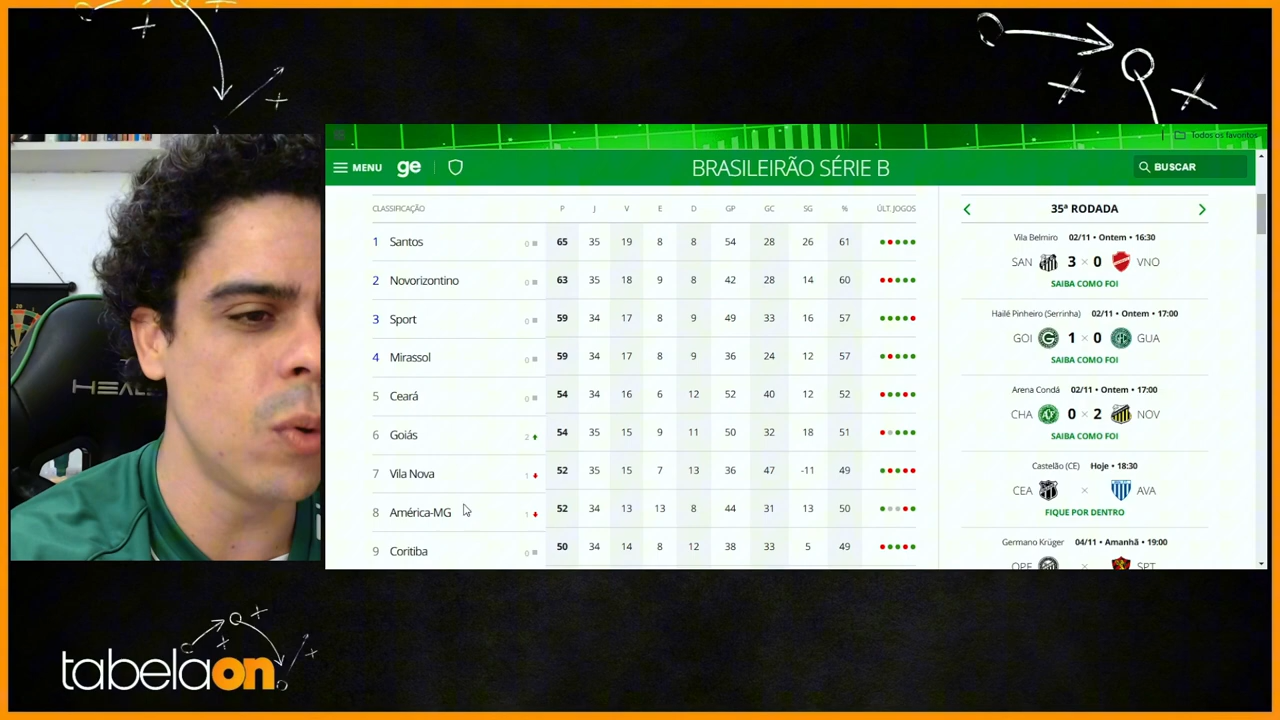 Todos os favoritos
MENU ge BRASILEIRÃO SÉRIE B BUSCAR
CLASSIFICAÇÃO P J V E D GP GC SG % ÚLT. JOGOS
1 Santos 0 65 35 19 8 8 54 28 26 61
2 Novorizontino 0 63 35 18 9 8 42 28 14 60
3 Sport 0 59 34 17 8 9 49 33 16 57
4 Mirassol 0 59 34 17 8 9 36 24 12 57
5 Ceará 0 54 34 16 6 12 52 40 12 52
6 Goiás 2 54 35 15 9 11 50 32 18 51
7 Vila Nova 1 52 35 15 7 13 36 47 -11 49
8 América-MG 1 52 34 13 13 8 44 31 13 50
9 Coritiba 0 50 34 14 8 12 38 33 5 49
35ª RODADA
Vila Belmiro 02/11 • Ontem • 16:30
SAN 3 × 0 VNO
SAIBA COMO FOI
Hailé Pinheiro (Serrinha) 02/11 • Ontem • 17:00
GOI 1 × 0 GUA
SAIBA COMO FOI
Arena Condá 02/11 • Ontem • 17:00
CHA 0 × 2 NOV
SAIBA COMO FOI
Castelão (CE) Hoje • 18:30
CEA × AVA
FIQUE POR DENTRO
Germano Krüger 04/11 • Amanhã • 19:00
OPE × SPT
tabelaon